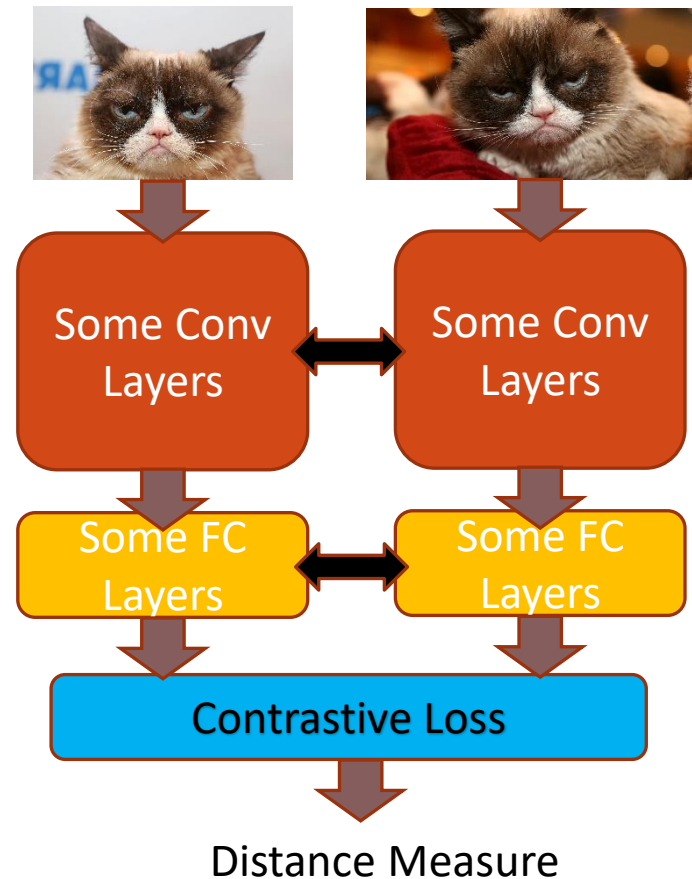 Some Conv
Layers
Some Conv
Layers
Some FC
Layers
Some FC
Layers
Contrastive Loss
Distance Measure